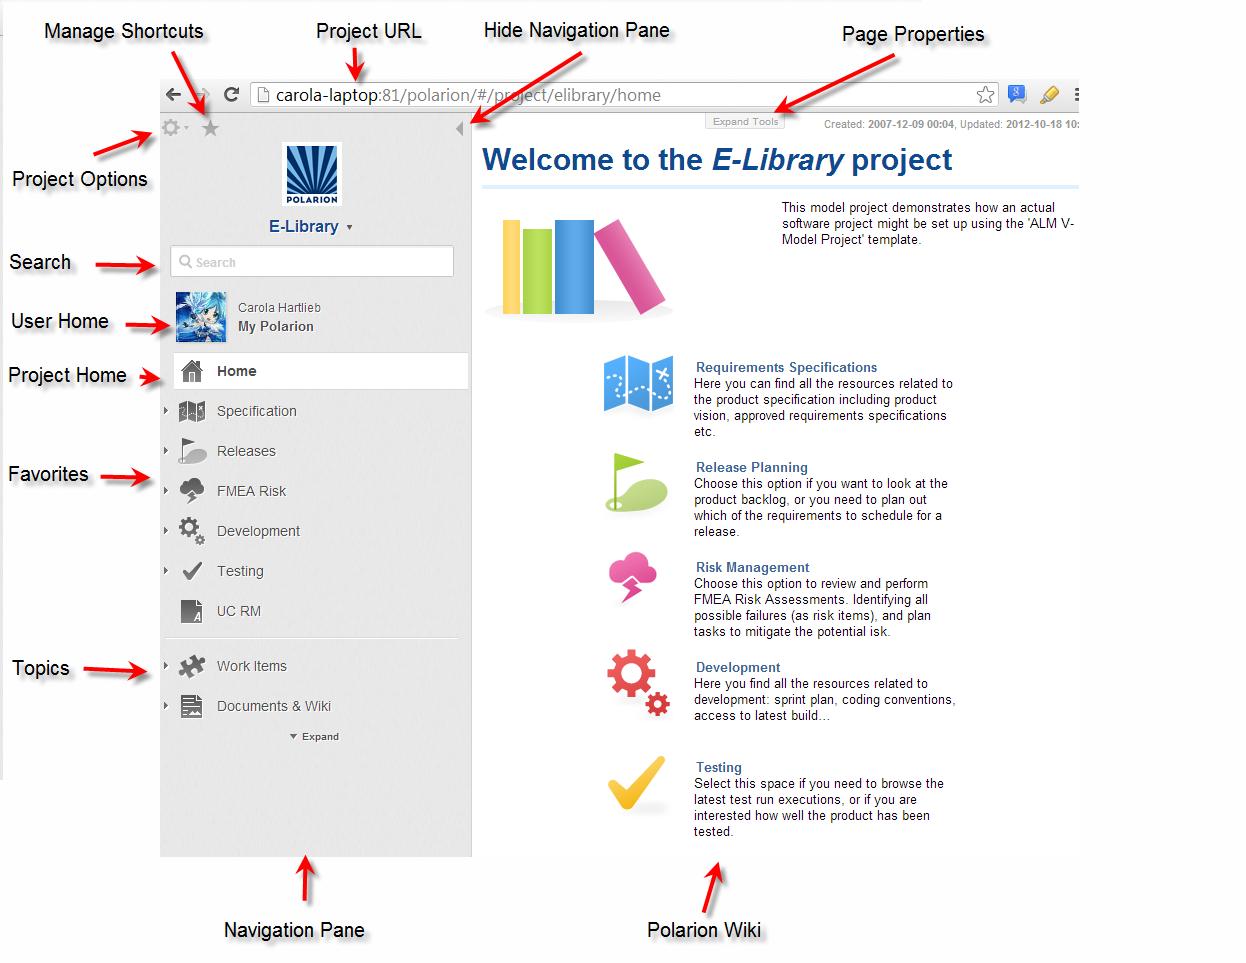 Manage Shortcuts
Project URL
Hide Navigation Pane
Page Properties
carola-laptop:81/polarion/#/project/elibrary/home
Expand Tools
Created: 2007-12-09 00:04, Updated: 2012-10-18 10:
Project Options
POLARION
E-Library
Welcome to the E-Library project
This model project demonstrates how an actual
software project might be set up using the 'ALM V-
Model Project' template.
Search
Search
User Home
Carola Hartlieb
My Polarion
Project Home
Home
Specification
Releases
Favorites
FMEA Risk
Development
Testing
UC RM
Topics
Work Items
Documents & Wiki
Expand
Requirements Specifications
Here you can find all the resources related to
the product specification including product
vision, approved requirements specifications
etc.
Release Planning
Choose this option if you want to look at the
product backlog, or you need to plan out
which of the requirements to schedule for a
release.
Risk Management
Choose this option to review and perform
FMEA Risk Assessments. Identifying all
possible failures (as risk items), and plan
tasks to mitigate the potential isk.
Development
Here you find all the resources related to
development: sprint plan, coding conventions,
access to latest build...
Testing
Select this space if you need to browse the
latest test run executions, or if you are
interested how well the product has been
tested.
Navigation Pane
Polarion Wiki